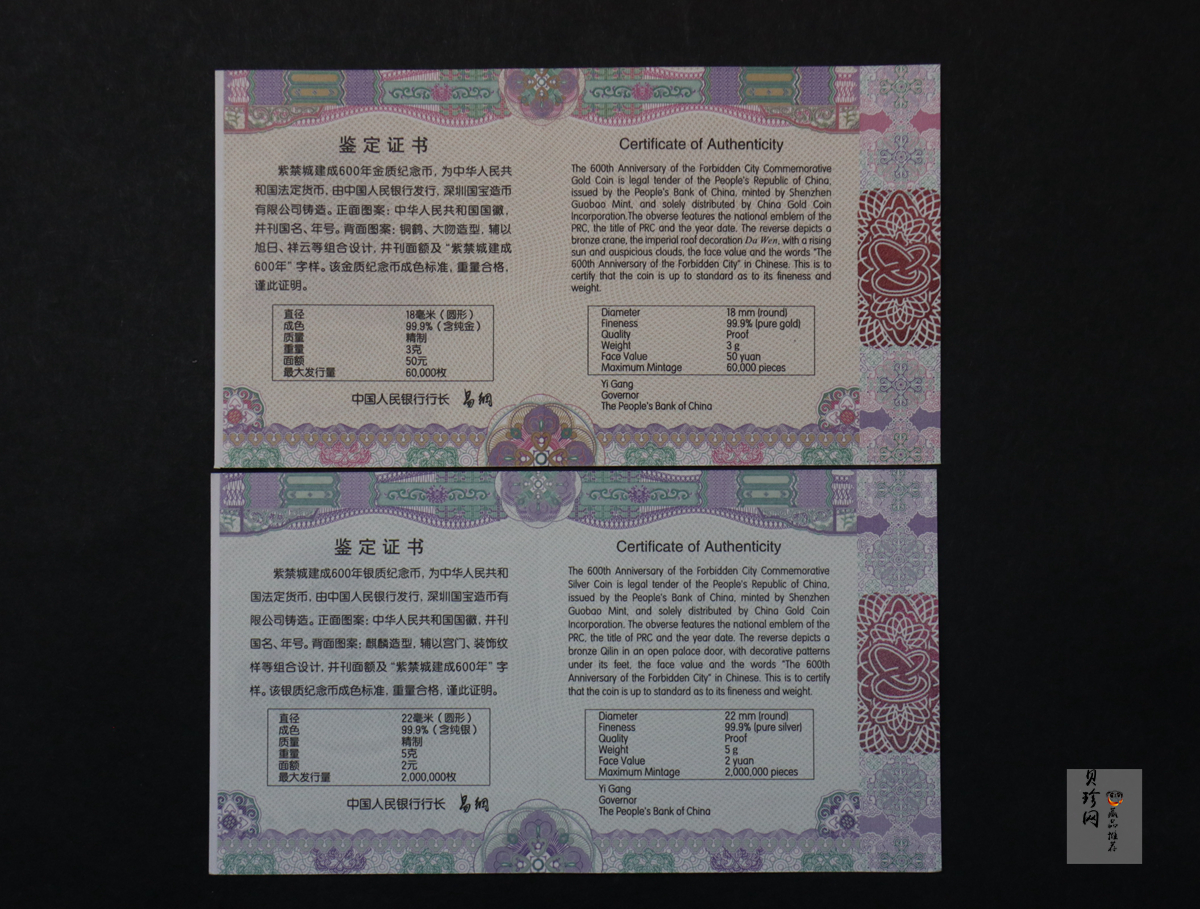 鉴定证书
紫禁城建成600年金质纪念币，为中华人民共
和国法定货币，由中国人民银行发行，深圳国宝造币
有限公司铸造。正面图案：中华人民共和国国徽，
并刊国名、年号。背面图案：铜鹤、大吻造型，辅以
旭日、祥云等组合设计，并刊面额及“紫禁城建成
600年”字样。该金质纪念币成色标准，重量合格，
谨此证明。
直径 18毫米（圆形）
成色 99.9%（含纯金）
质量 精制
重量 3克
面额 50元
最大发行量 60,000枚
中国人民银行行长 易纲
Certificate of Authenticity
The 600th Anniversary of the Forbidden City Commemorative
Gold Coin is legal tender of the People's Republic of China,
issued by the People's Bank of China, minted by Shenzhen
Guobao Mint, and solely distributed by China Gold Coin
Incorporation.The obverse features the national emblem of the
PRC, the title of PRC and the year date. The reverse depicts a
bronze crane, the imperial roof decoration Da Wen, with a rising
sun and auspicious clouds, the face value and the words "The
600th Anniversary of the Forbidden City" in Chinese. This is to
certify that the coin is up to standard as to its fineness and
weight.
Diameter 18 mm (round)
Fineness 99.9% (pure gold)
Quality Proof
Weight 3 g
Face Value 50 yuan
Maximum Mintage 60,000 pieces
Yi Gang
Governor
The People's Bank of China
鉴定证书
紫禁城建成600年银质纪念币，为中华人民共和
国法定货币，由中国人民银行发行，深圳国宝造币有
限公司铸造。正面图案：中华人民共和国国徽，并刊
国名、年号。背面图案：麒麟造型，辅以宫门、装饰纹
样等组合设计，并刊面额及“紫禁城建成600年”字
样。该银质纪念币成色标准，重量合格，谨此证明。
直径 22毫米（圆形）
成色 99.9%（含纯银）
质量 精制
重量 5克
面额 2元
最大发行量 2,000,000枚
中国人民银行行长 易纲
Certificate of Authenticity
The 600th Anniversary of the Forbidden City Commemorative
Silver Coin is legal tender of the People's Republic of China,
issued by the People's Bank of China, minted by Shenzhen
Guobao Mint, and solely distributed by China Gold Coin
Incorporation. The obverse features the national emblem of the
PRC, the title of PRC and the year date. The reverse depicts a
bronze Qilin in an open palace door, with decorative patterns
under its feet, the face value and the words "The 600th
Anniversary of the Forbidden City" in Chinese. This is to certify
that the coin is up to standard as to its fineness and weight.
Diameter 22 mm (round)
Fineness 99.9% (pure silver)
Quality Proof
Weight 5 g
Face Value 2 yuan
Maximum Mintage 2,000,000 pieces
Yi Gang
Governor
The People's Bank of China
贝珍网
藏品推荐